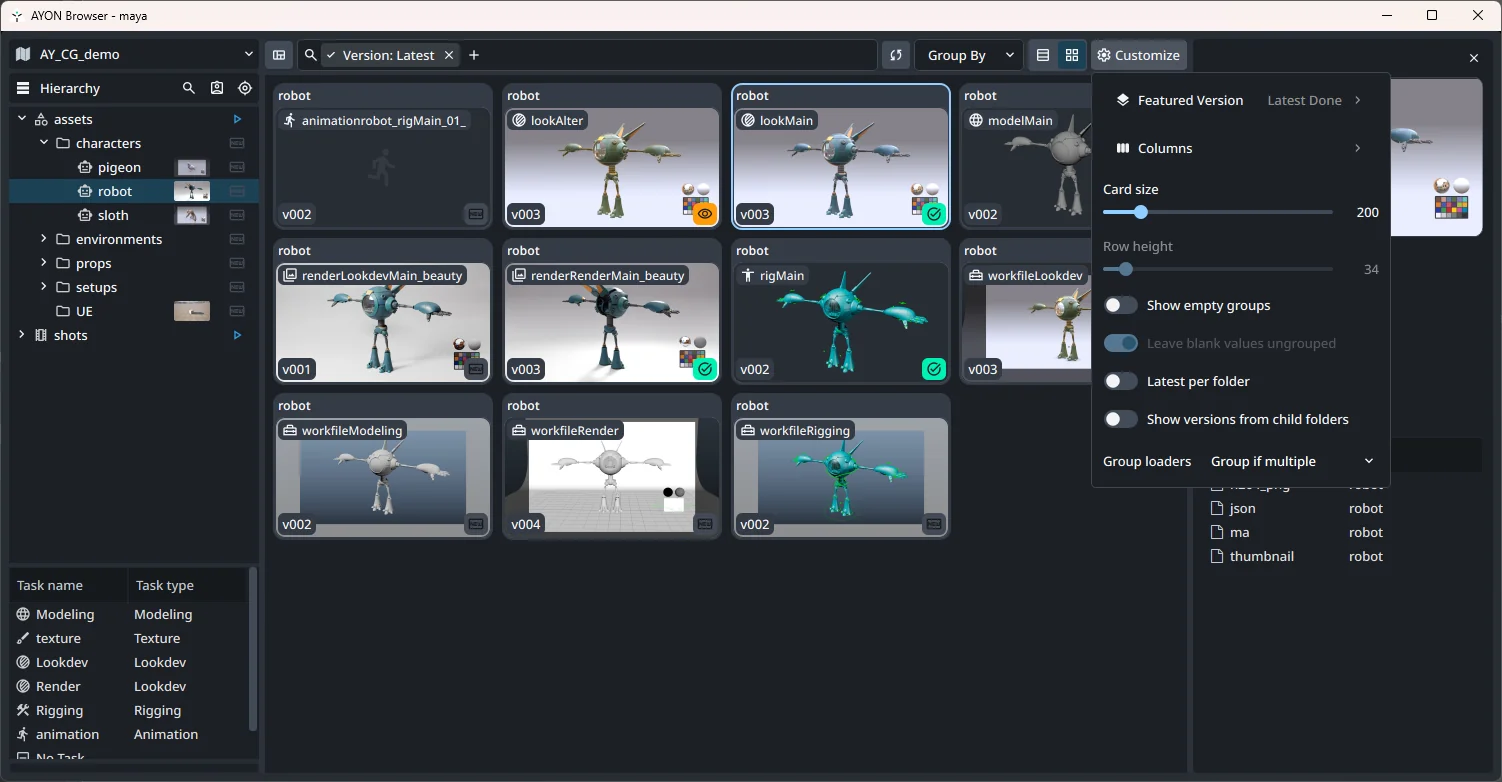 AYON Browser - maya
AY_CG_demo
Version: Latest
Group By
Customize
Hierarchy
assets
characters
pigeon
robot
sloth
environments
props
setups
UE
shots
Task name Task type
Modeling Modeling
texture Texture
Lookdev Lookdev
Render Lookdev
Rigging Rigging
animation Animation
No Task
robot
animationrobot_rigMain_01_
v002
robot
lookAlter
v003
robot
lookMain
v003
robot
modelMain
v002
robot
renderLookdevMain_beauty
v001
robot
renderRenderMain_beauty
v003
robot
rigMain
v002
robot
workfileLookdev
v003
robot
workfileModeling
v002
robot
workfileRender
v004
robot
workfileRigging
v002
Featured Version Latest Done
Columns
Card size
200
Row height
34
Show empty groups
Leave blank values ungrouped
Latest per folder
Show versions from child folders
Group loaders Group if multiple
json robot
ma robot
thumbnail robot